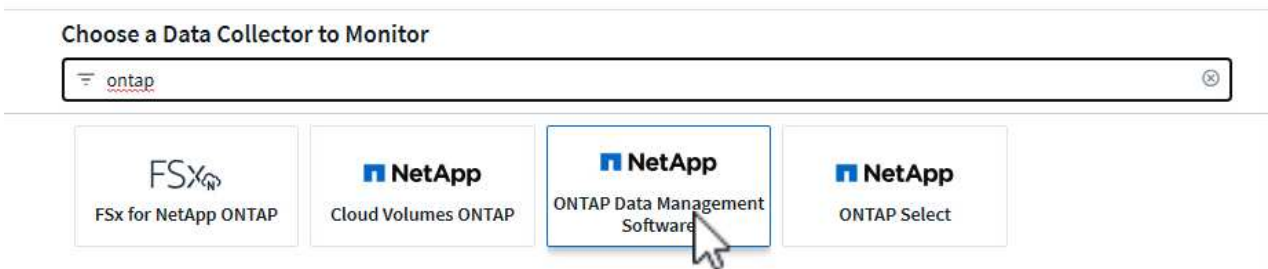 Choose a Data Collector to Monitor
ontap
FSx N
FSx for NetApp ONTAP
NetApp
Cloud Volumes ONTAP
NetApp
ONTAP Data Management
Software
NetApp
ONTAP Select